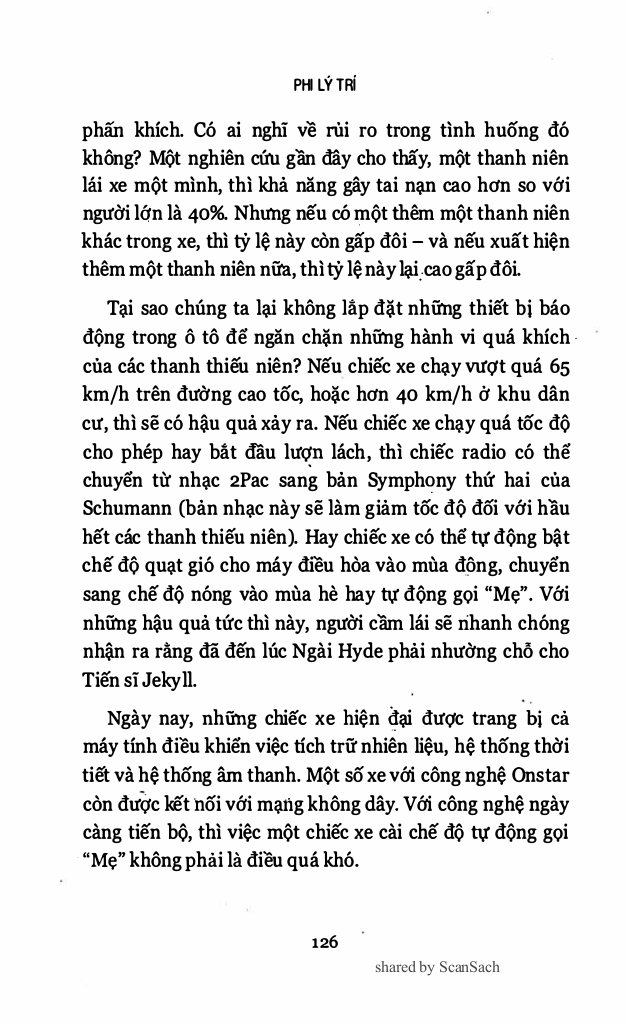 PHI LÝ TRÍ
phấn khích. Có ai nghĩ về rủi ro trong tình huống đó
không? Một nghiên cứu gần đây cho thấy, một thanh niên
lái xe một mình, thì khả năng gây tai nạn cao hơn so với
người lớn là 40%. Nhưng nếu có một thêm một thanh niên
khác trong xe, thì tỷ lệ này còn gấp đôi – và nếu xuất hiện
thêm một thanh niên nữa, thì tỷ lệ này lại cao gấp đôi.
Tại sao chúng ta lại không lắp đặt những thiết bị báo
động trong ô tô để ngăn chặn những hành vi quá khích
của các thanh thiếu niên? Nếu chiếc xe chạy vượt quá 65
km/h trên đường cao tốc, hoặc hơn 40 km/h ở khu dân
cư, thì sẽ có hậu quả xảy ra. Nếu chiếc xe chạy quá tốc độ
cho phép hay bắt đầu lượn lách, thì chiếc radio có thể
chuyển từ nhạc 2Pac sang bản Symphony thứ hai của
Schumann (bản nhạc này sẽ làm giảm tốc độ đối với hầu
hết các thanh thiếu niên). Hay chiếc xe có thể tự động bật
chế độ quạt gió cho máy điều hòa vào mùa đông, chuyển
sang chế độ nóng vào mùa hè hay tự động gọi “Mẹ”. Với
những hậu quả tức thì này, người cầm lái sẽ nhanh chóng
nhận ra rằng đã đến lúc Ngài Hyde phải nhường chỗ cho
Tiến sĩ Jekyll.
Ngày nay, những chiếc xe hiện đại được trang bị cả
máy tính điều khiển việc tích trữ nhiên liệu, hệ thống thời
tiết và hệ thống âm thanh. Một số xe với công nghệ Onstar
còn được kết nối với mạng không dây. Với công nghệ ngày
càng tiến bộ, thì việc một chiếc xe cài chế độ tự động gọi
“Mẹ” không phải là điều quá khó.
126
shared by ScanSach